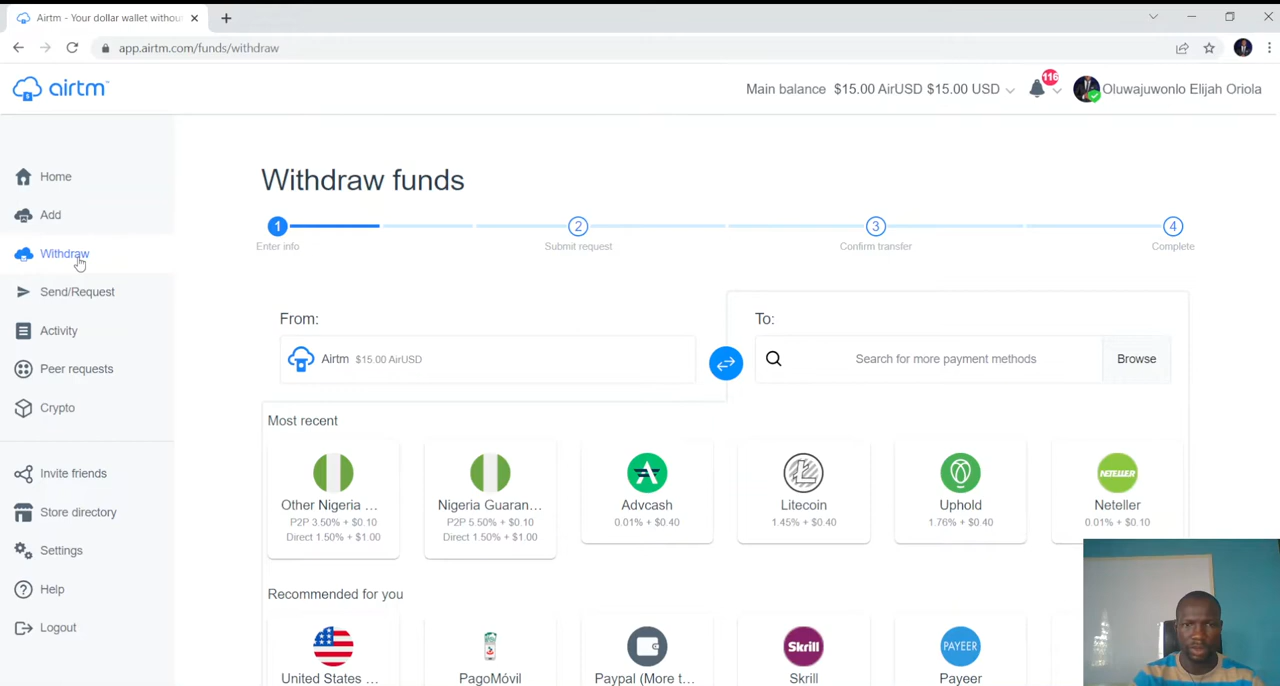 Airtm - Your dollar wallet withou
app.airtm.com/funds/withdraw
airtm
Main balance $15.00 AirUSD $15.00 USD
116
Oluwajuwonlo Elijah Oriola
Home
Add
Withdraw
Send/Request
Activity
Peer requests
Crypto
Invite friends
Store directory
Settings
Help
Logout
Withdraw funds
1 2 3 4
Enter info Submit request Confirm transfer Complete
From:
Airtm $15.00 AirUSD
To:
Search for more payment methods Browse
Most recent
Other Nigeria ...
P2P 3.50% + $0.10
Direct 1.50% + $1.00
Nigeria Guaran...
P2P 5.50% + $0.10
Direct 1.50% + $1.00
Advcash
0.01% + $0.40
Litecoin
1.45% + $0.40
Uphold
1.76% + $0.40
NETELLER
Neteller
0.01% + $0.10
Recommended for you
United States ...
PagoMóvil
Paypal (More t...
Skrill
Skrill
PAYEER
Payeer